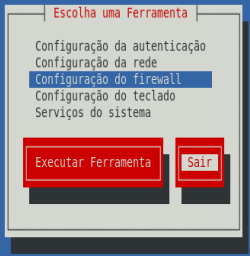 Escolha uma Ferramenta
Configuração da autenticação
Configuração da rede
Configuração do firewall
Configuração do teclado
Serviços do sistema
Executar Ferramenta
Sair